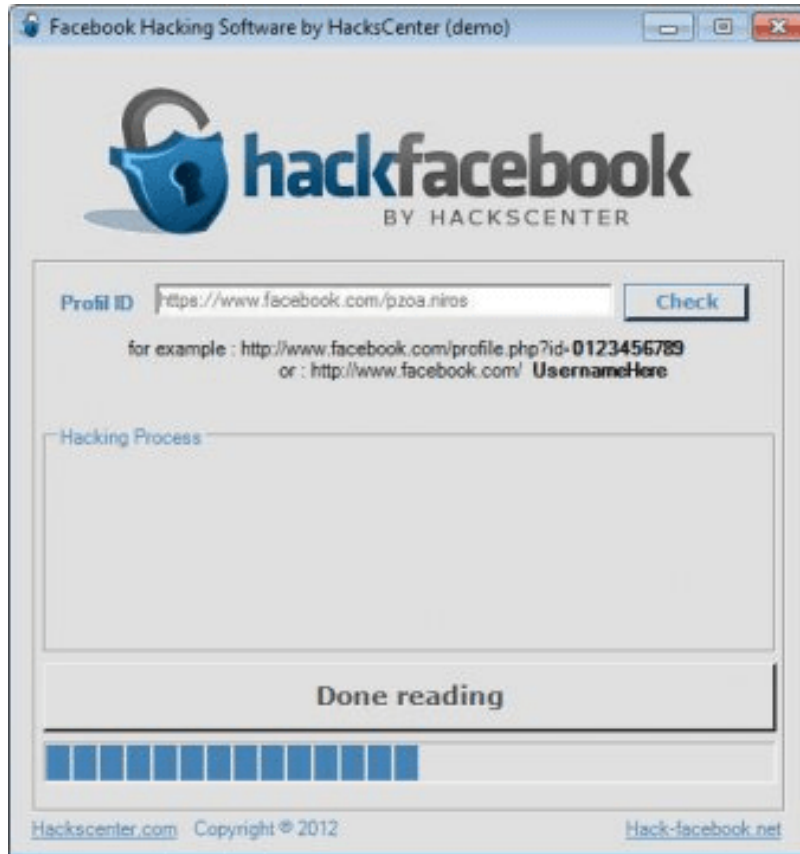 Facebook Hacking Software by HacksCenter (demo)
hackfacebook
BY HACKSCENTER
Profil ID https://www.facebook.com/pzoa.niros Check
for example : http://www.facebook.com/profile.php?id=0123456789
or : http://www.facebook.com/ UsernameHere
Hacking Process
Done reading
Hackscenter.com Copyright © 2012 Hack-facebook.net